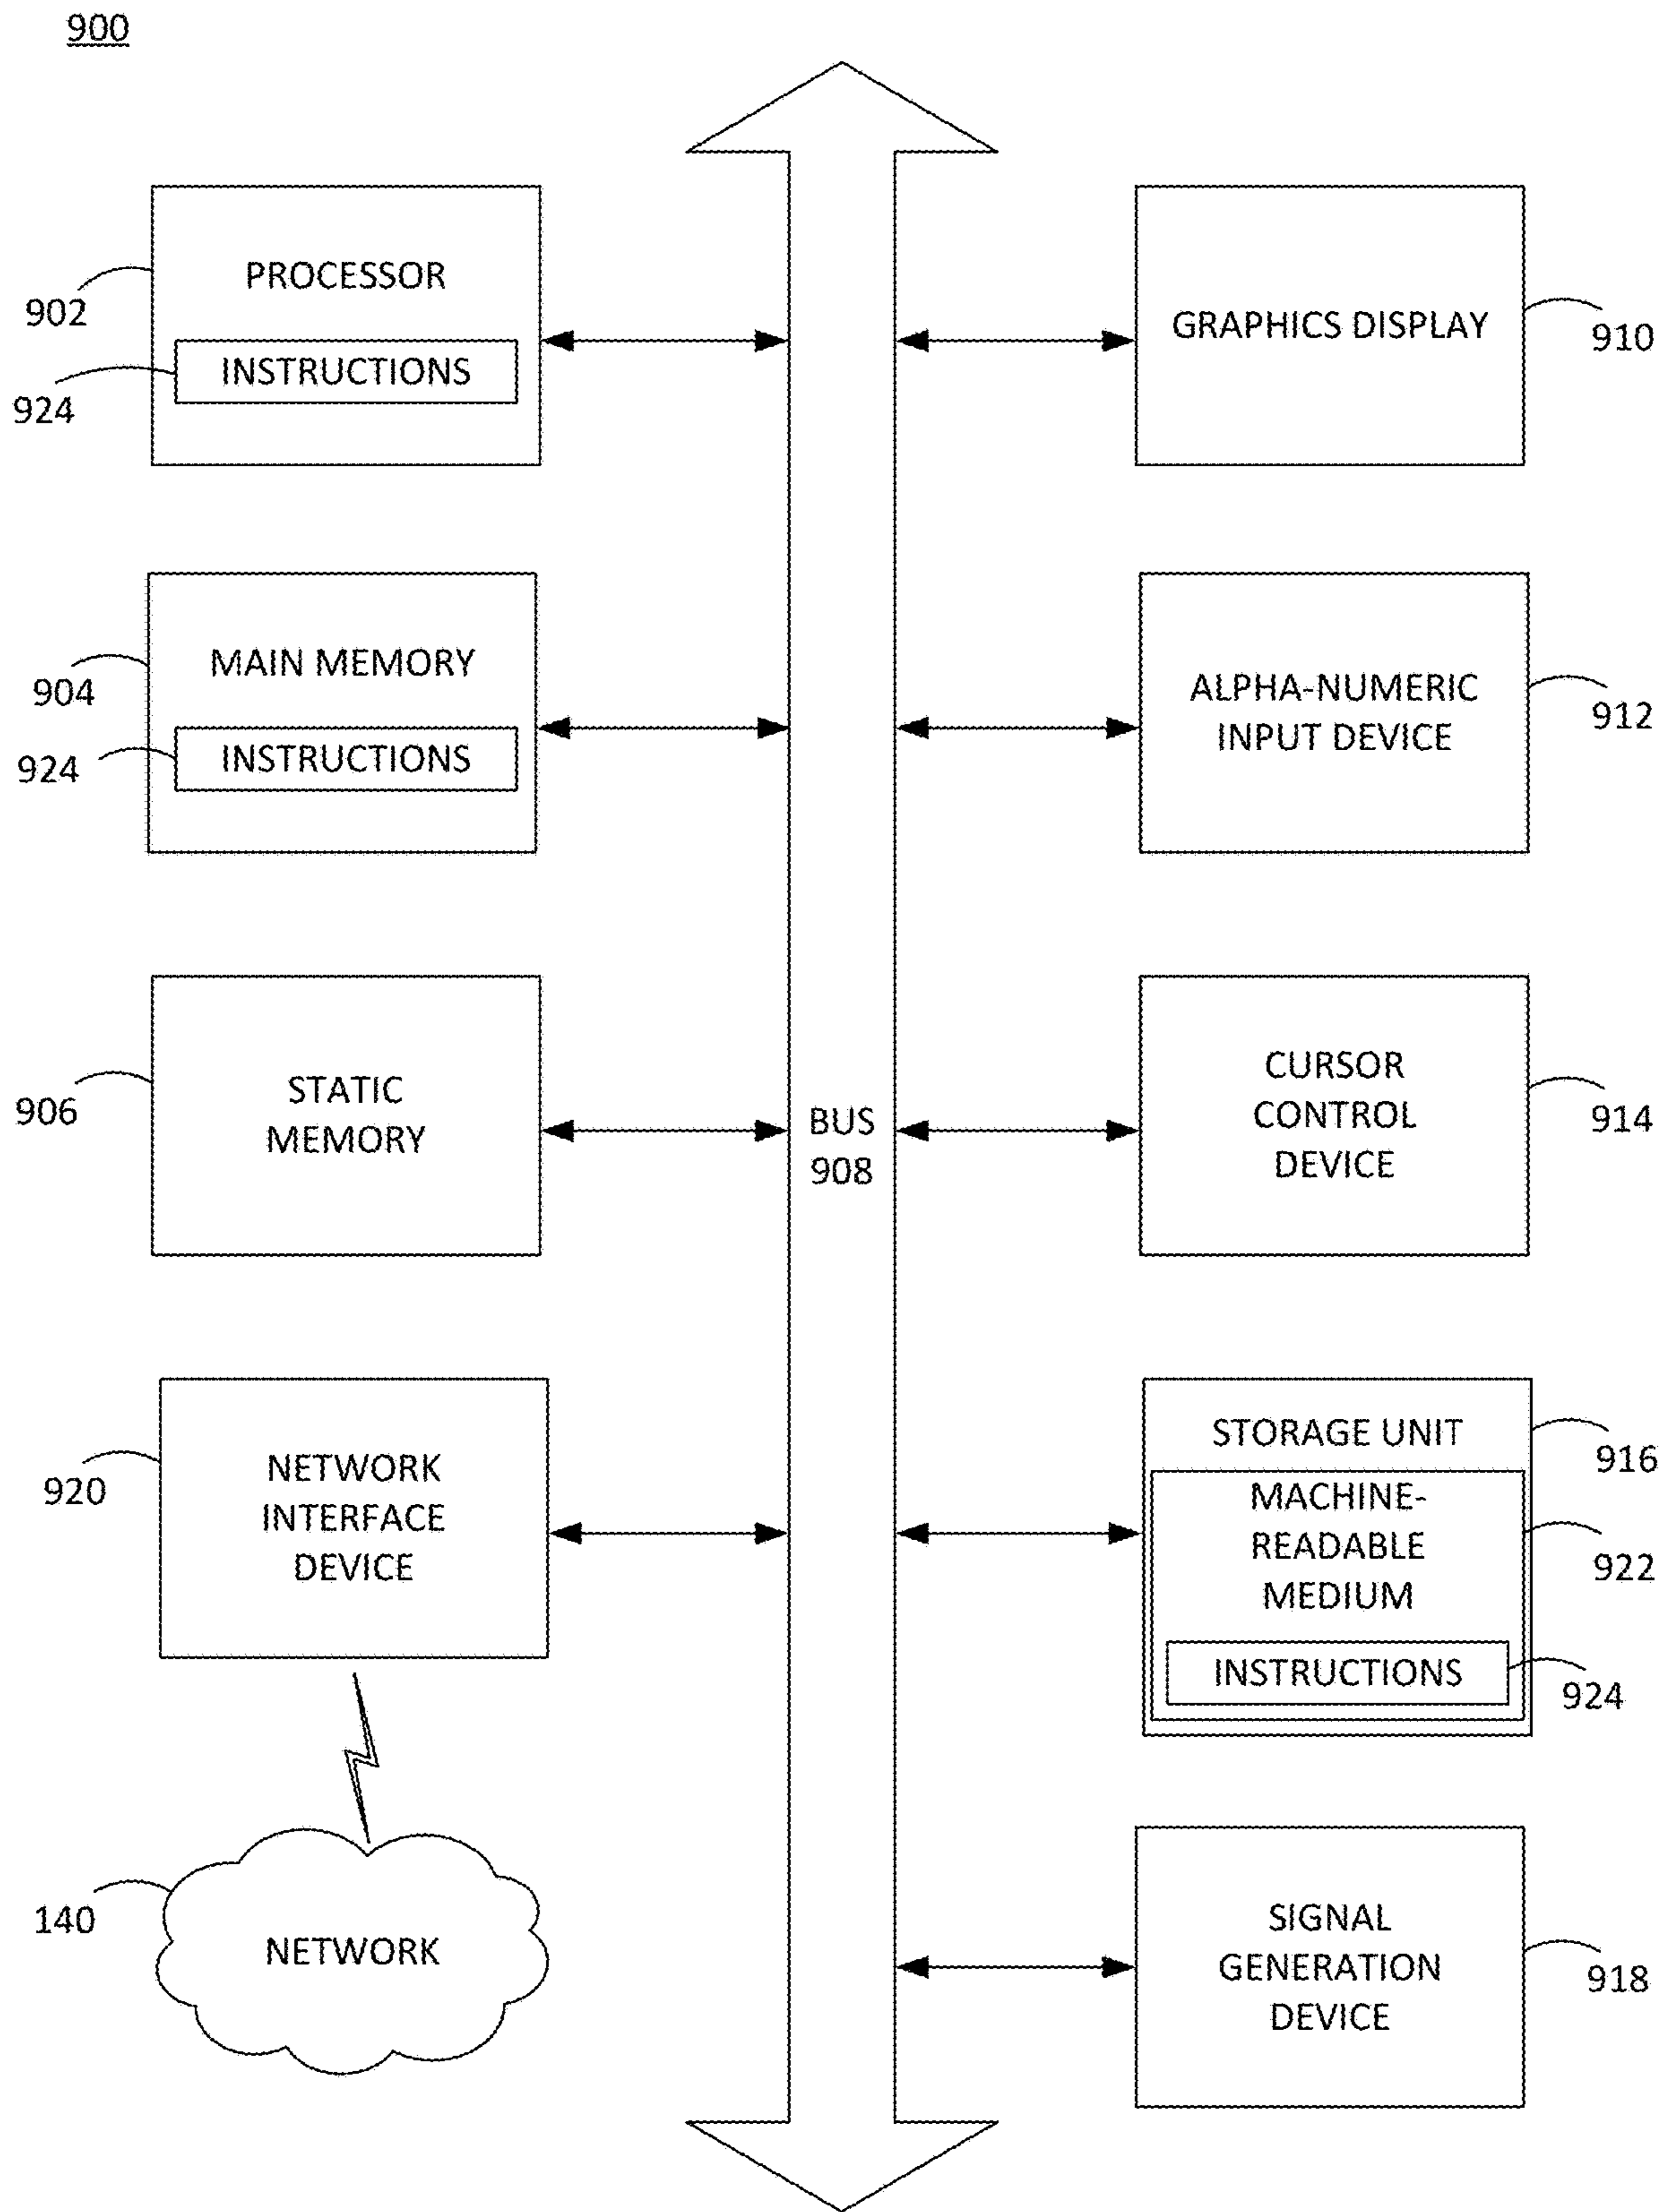 900
PROCESSOR
902
INSTRUCTIONS
924
GRAPHICS DISPLAY
910
MAIN MEMORY
904
INSTRUCTIONS
924
ALPHA-NUMERIC
INPUT DEVICE
912
STATIC
MEMORY
906
BUS
908
CURSOR
CONTROL
DEVICE
914
NETWORK
INTERFACE
DEVICE
920
STORAGE UNIT
916
MACHINE-
READABLE
MEDIUM
922
INSTRUCTIONS
924
140
NETWORK
SIGNAL
GENERATION
DEVICE
918